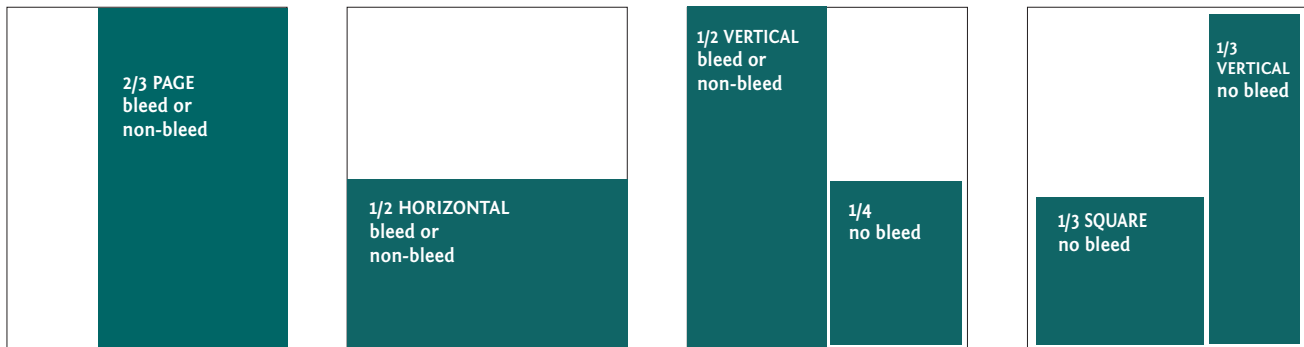 2/3 PAGE
bleed or
non-bleed
1/2 HORIZONTAL
bleed or
non-bleed
1/2 VERTICAL
bleed or
non-bleed
1/4
no bleed
1/3 SQUARE
no bleed
1/3
VERTICAL
no bleed